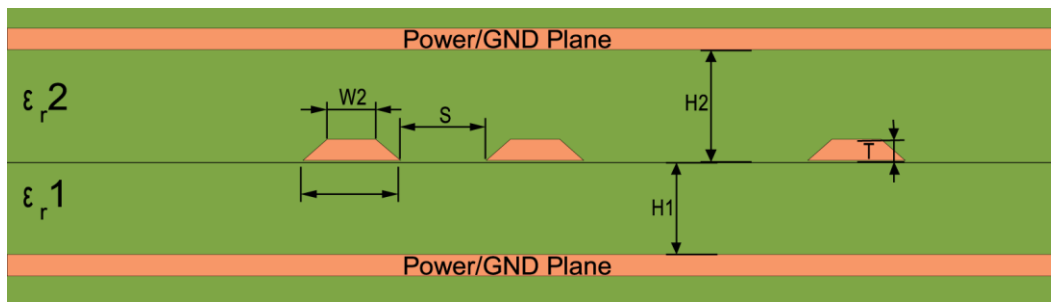 Power/GND Plane
εr2
W2
S
H2
T
εr1
H1
Power/GND Plane